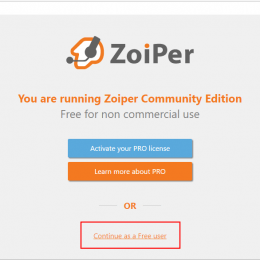 ZoiPer
You are running Zoiper Community Edition
Free for non commercial use
Activate your PRO license
Learn more about PRO
OR
Continue as a Free user